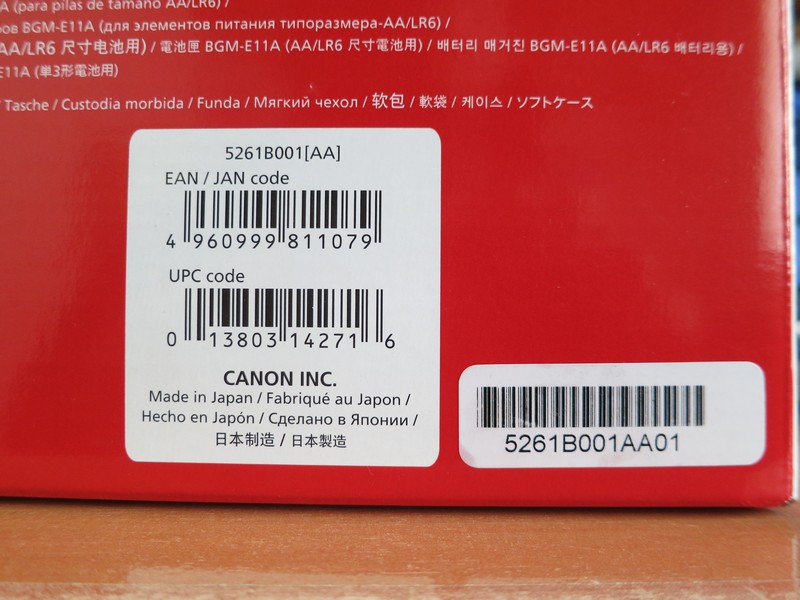 A (para pilas de tamaño AA/LR6) /
ров BGM-E11A (для элементов питания типоразмера-AA/LR6) /
AA/LR6 尺寸电池用) / 電池匣 BGM-E11A (AA/LR6 尺寸電池用) / 배터리 매거진 BGM-E11A (AA/LR6 배터리용) /
E11A (単3形電池用)
/ Tasche / Custodia morbida / Funda / Мягкий чехол / 软包 / 軟袋 / 케이스 / ソフトケース
5261B001[AA]
EAN / JAN code
4 960999 811079
UPC code
0 13803 14271 6
CANON INC.
Made in Japan / Fabriqué au Japon /
Hecho en Japón / Сделано в Японии /
日本制造 / 日本製造
5261B001AA01